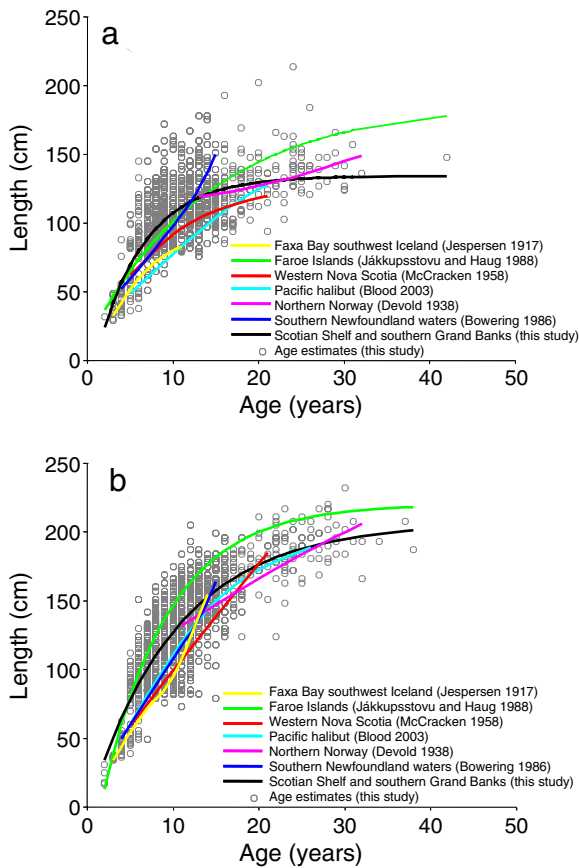 a
250
200
150
100
50
0
Length (cm)
Faxa Bay southwest Iceland (Jespersen 1917)
Faroe Islands (Jákkupsstovu and Haug 1988)
Western Nova Scotia (McCracken 1958)
Pacific halibut (Blood 2003)
Northern Norway (Devold 1938)
Southern Newfoundland waters (Bowering 1986)
Scotian Shelf and southern Grand Banks (this study)
Age estimates (this study)
0 10 20 30 40 50
Age (years)
b
250
200
150
100
50
0
Length (cm)
Faxa Bay southwest Iceland (Jespersen 1917)
Faroe Islands (Jákkupsstovu and Haug 1988)
Western Nova Scotia (McCracken 1958)
Pacific halibut (Blood 2003)
Northern Norway (Devold 1938)
Southern Newfoundland waters (Bowering 1986)
Scotian Shelf and southern Grand Banks (this study)
Age estimates (this study)
0 10 20 30 40 50
Age (years)